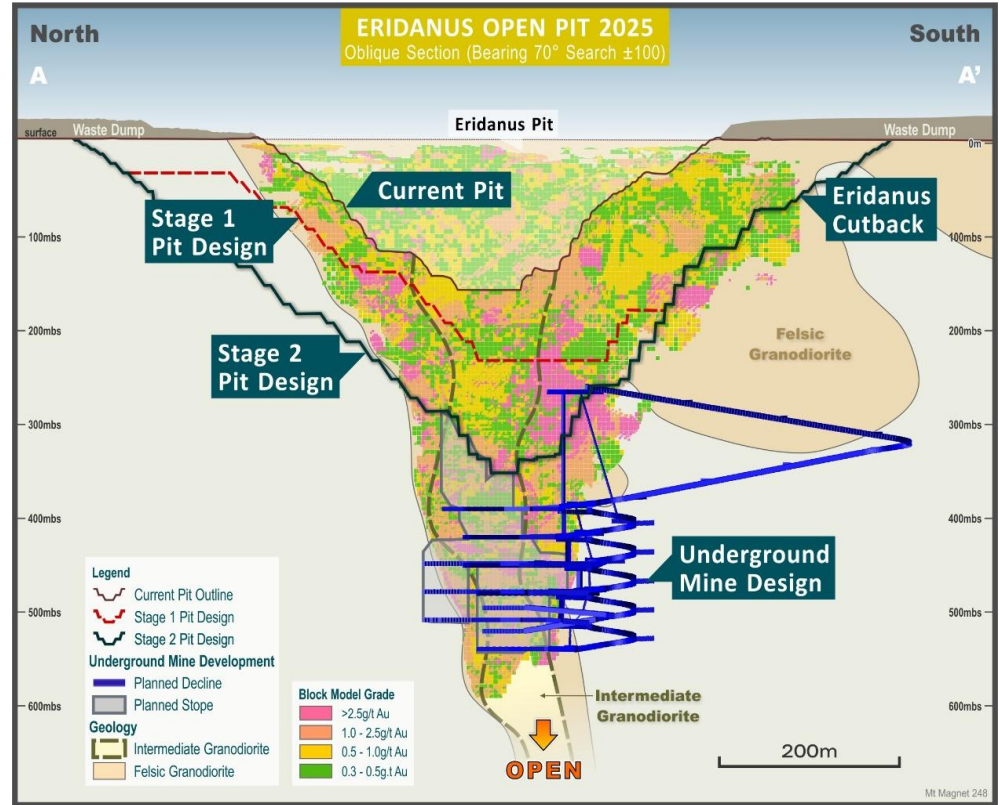 ERIDANUS OPEN PIT 2025
Oblique Section (Bearing 70° Search ±100)
North
South
A
A'
Eridanus Pit
surface
Waste Dump
Waste Dump
0m
Current Pit
Stage 1
Pit Design
Eridanus
Cutback
100mbs
100mbs
200mbs
200mbs
Stage 2
Pit Design
Felsic
Granodiorite
300mbs
300mbs
400mbs
400mbs
Underground
Mine Design
500mbs
500mbs
600mbs
600mbs
Legend
Current Pit Outline
Stage 1 Pit Design
Stage 2 Pit Design
Underground Mine Development
Planned Decline
Planned Stope
Geology
Intermediate Granodiorite
Felsic Granodiorite
Block Model Grade
>2.5g/t Au
1.0 - 2.5g/t Au
0.5 - 1.0g/t Au
0.3 - 0.5g.t Au
Intermediate
Granodiorite
OPEN
200m
Mt Magnet 248